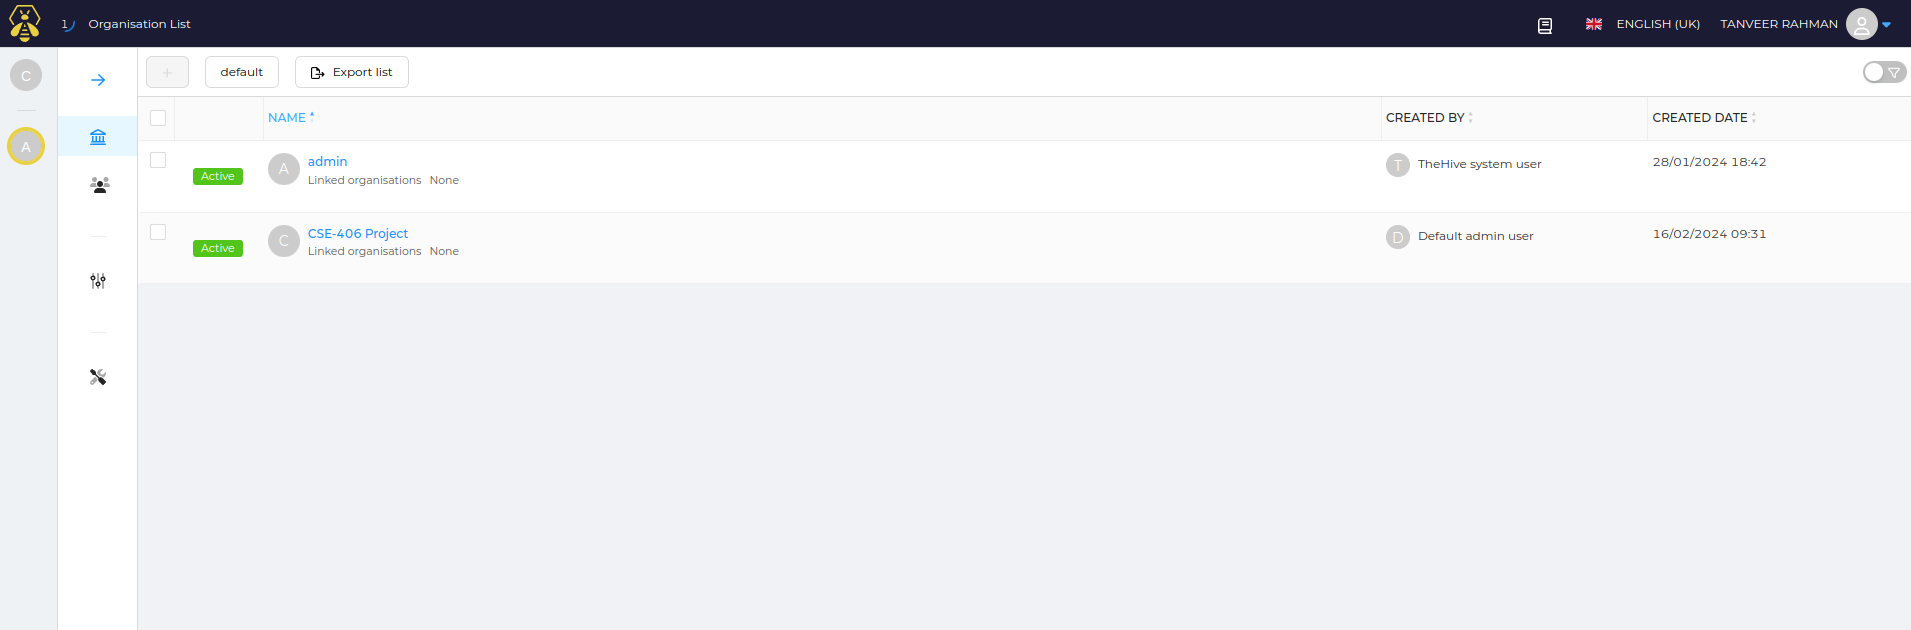 1 Organisation List ENGLISH (UK) TANVEER RAHMAN
C
A
+ default Export list
NAME CREATED BY CREATED DATE
Active A admin T TheHive system user 28/01/2024 18:42
Linked organisations None
Active C CSE-406 Project D Default admin user 16/02/2024 09:31
Linked organisations None